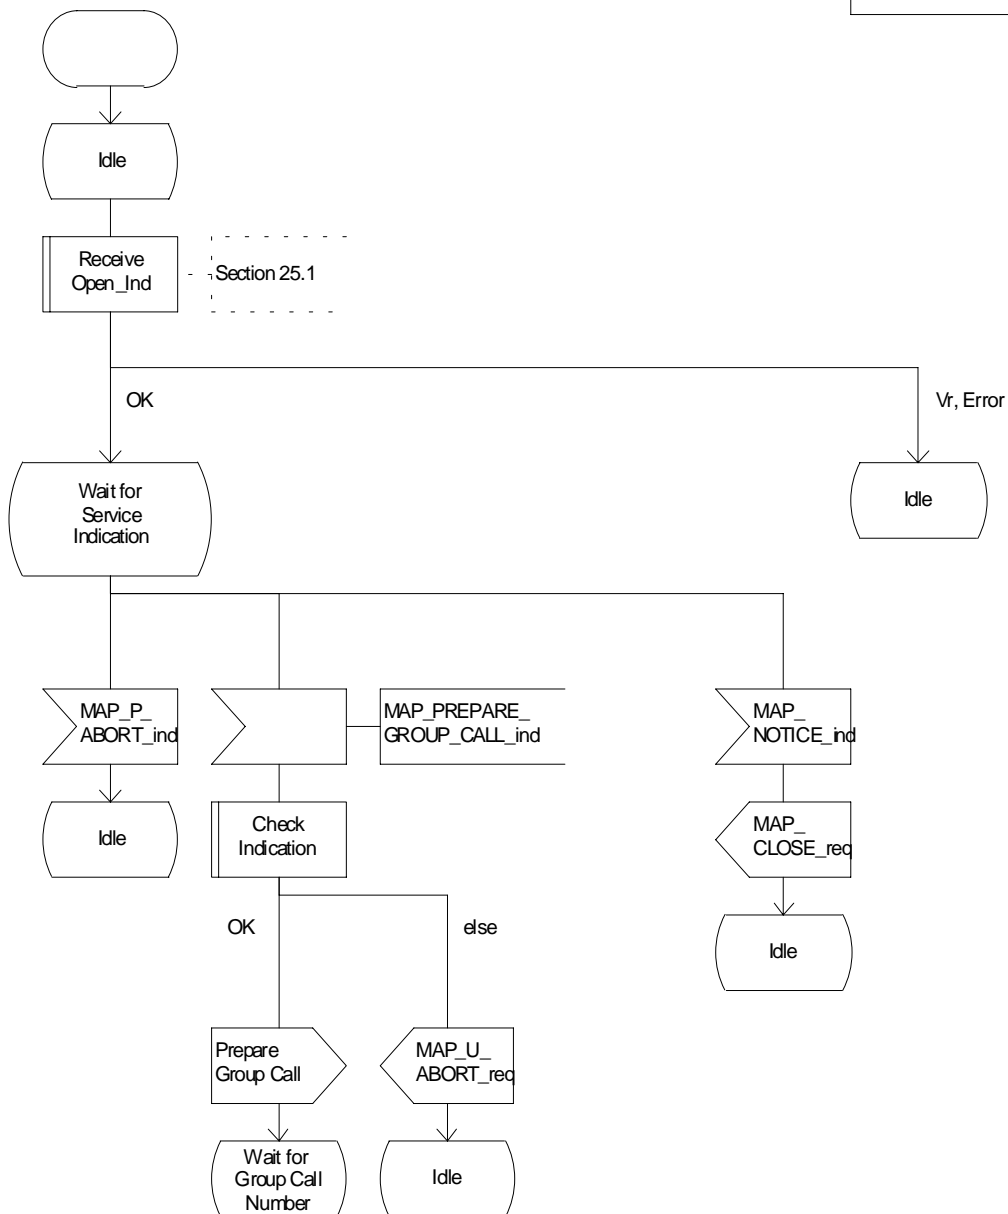 Idle
Receive
Open_Ind
Section 25.1
OK
Vr, Error
Wait for
Service
Indication
Idle
MAP_P_
ABORT_ind
MAP_PREPARE_
GROUP_CALL_ind
MAP_
NOTICE_ind
Idle
Check
Indication
MAP_
CLOSE_req
OK
else
Idle
Prepare
Group Call
MAP_U_
ABORT_req
Wait for
Group Call
Number
Idle